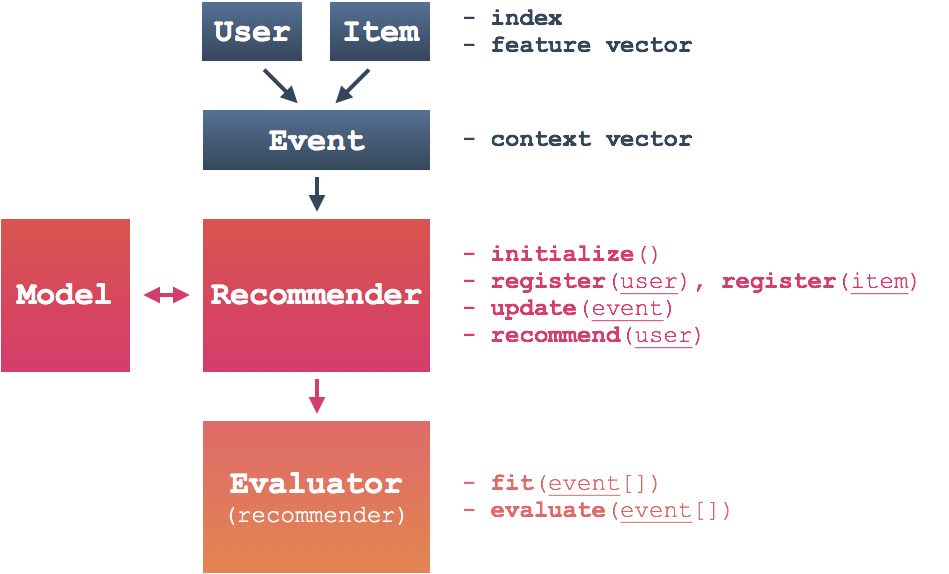 User Item - index
- feature vector
Event - context vector
- initialize()
- register(user), register(item)
Model Recommender
- update(event)
- recommend(user)
Evaluator - fit(event[])
(recommender) - evaluate(event[])